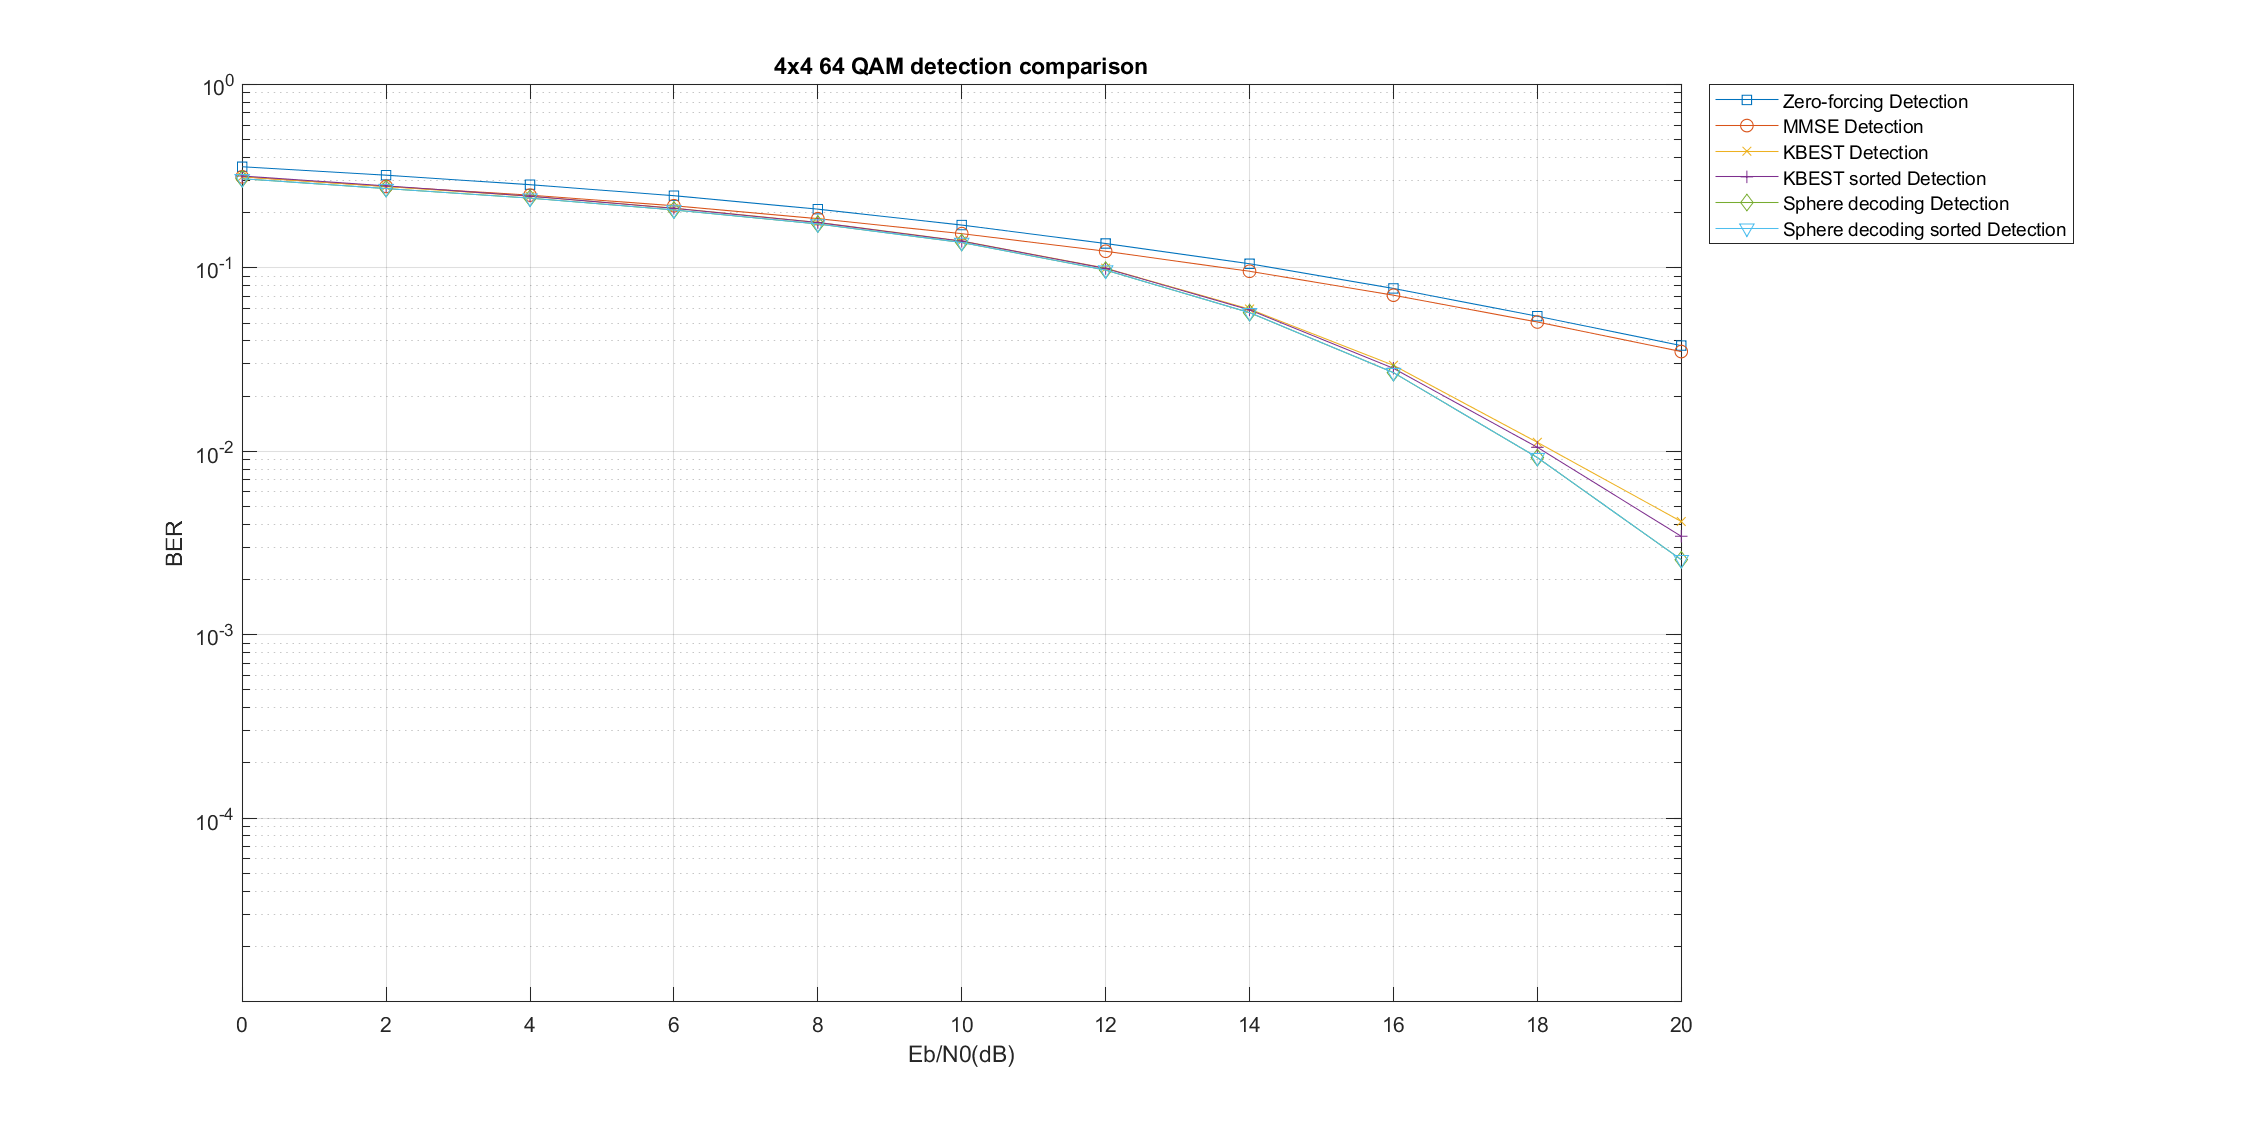 4x4 64 QAM detection comparison
10^0
10^-1
10^-2
10^-3
10^-4
BER
0 2 4 6 8 10 12 14 16 18 20
Eb/N0(dB)
Zero-forcing Detection
MMSE Detection
KBEST Detection
KBEST sorted Detection
Sphere decoding Detection
Sphere decoding sorted Detection